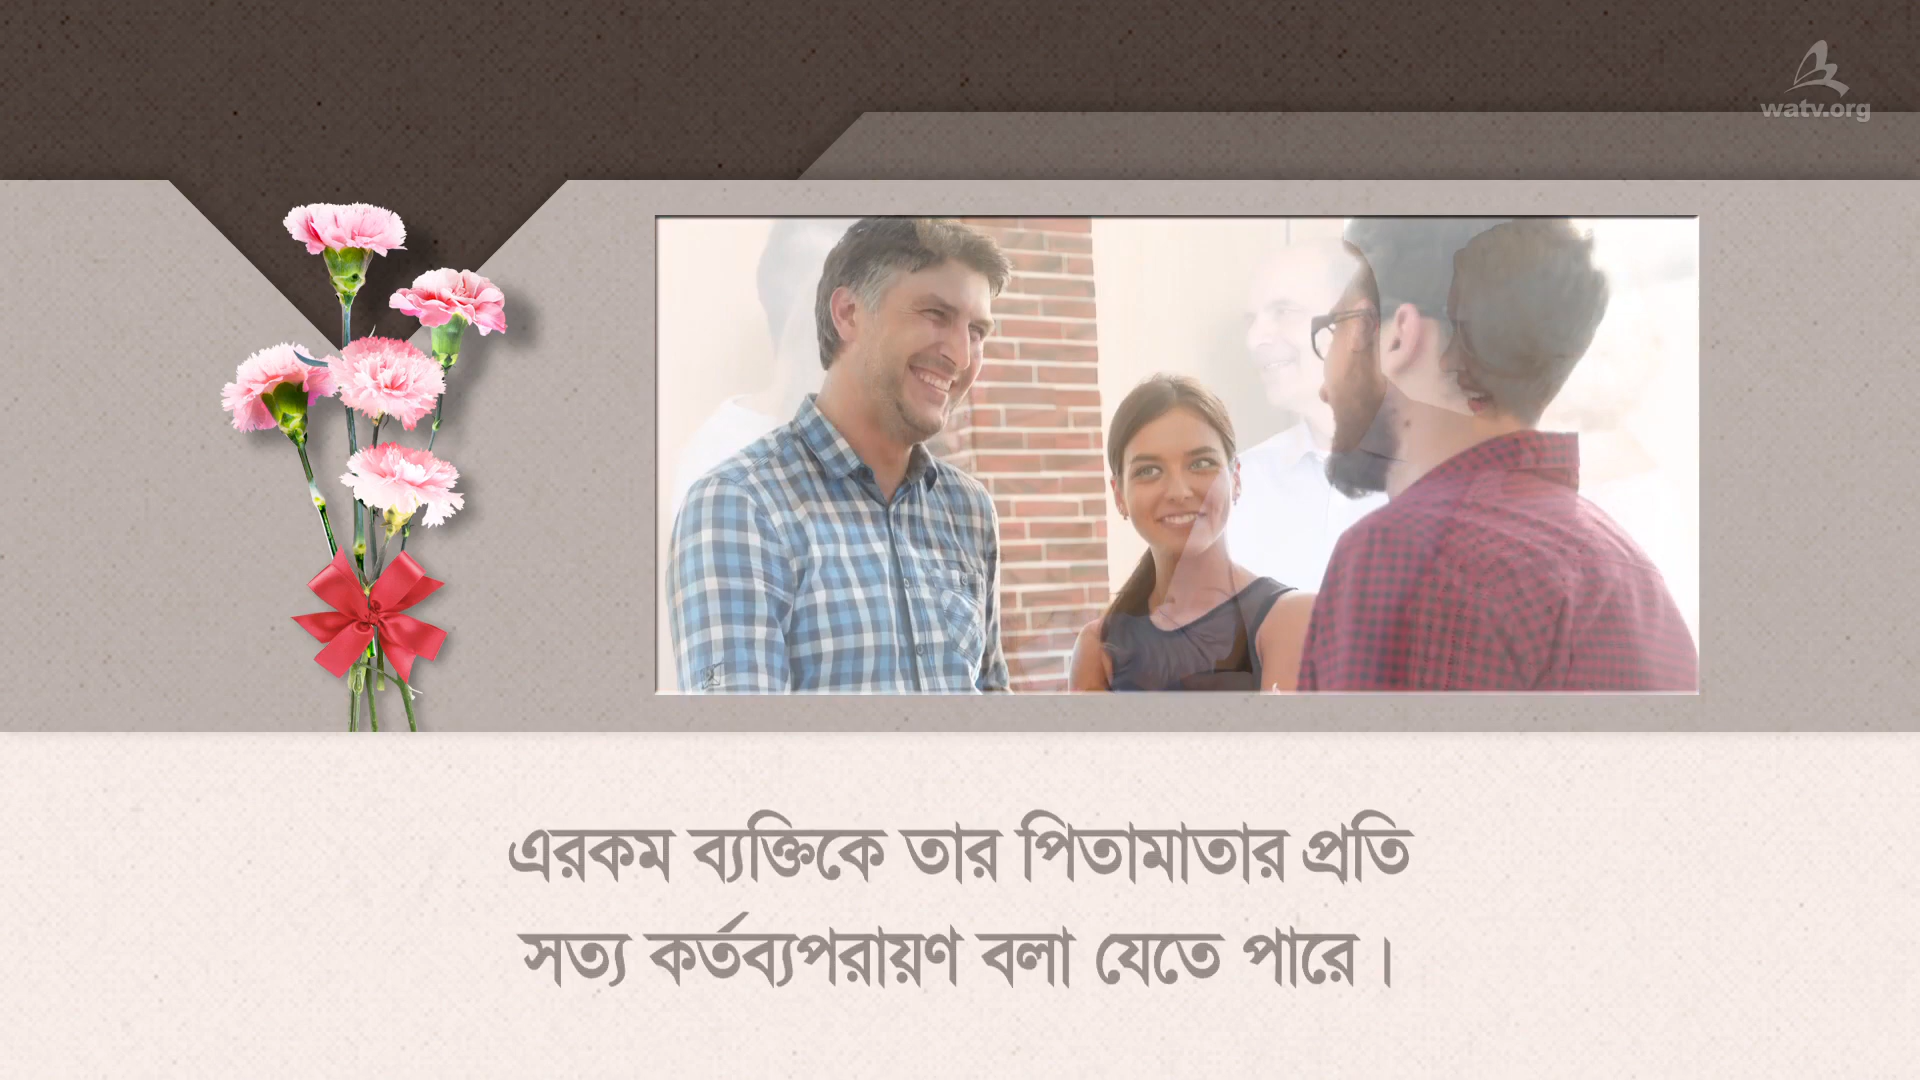 watv.org
এরকম ব্যক্তিকে তার পিতামাতার প্রতি
সত্য কর্তব্যপরায়ণ বলা যেতে পারে।